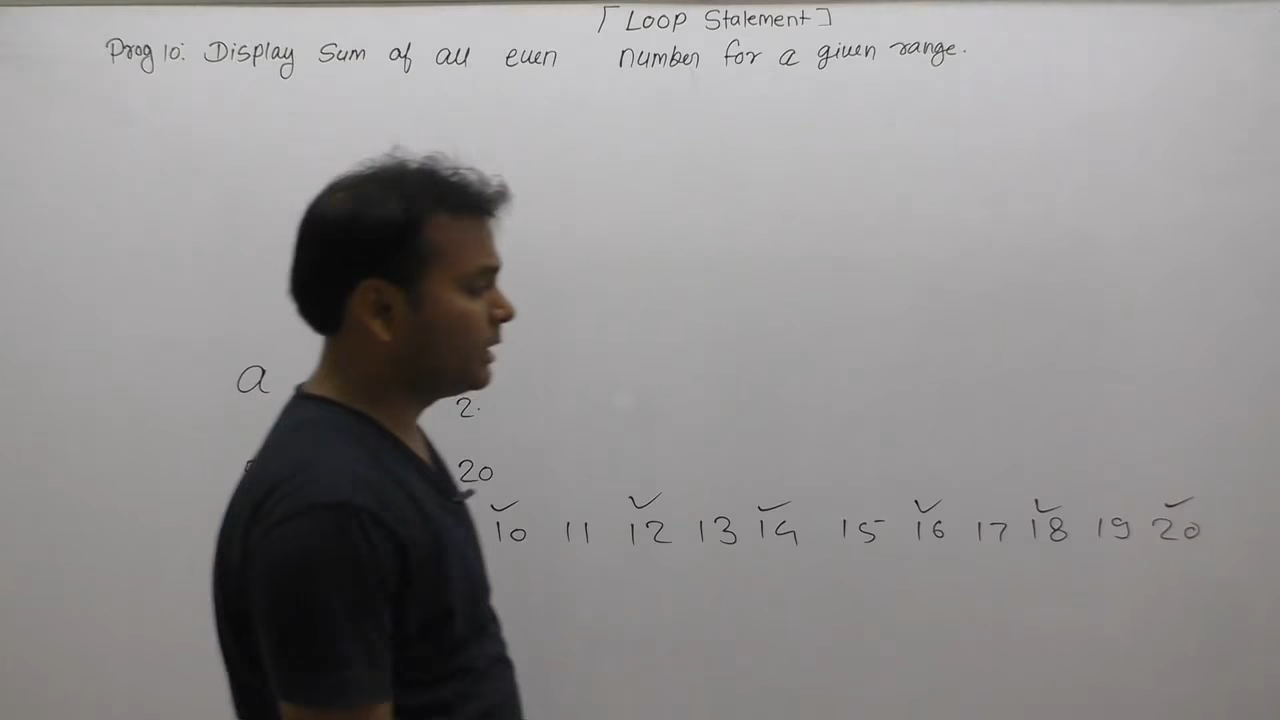 [Loop Statement]
Prog 10: Display Sum of all even number for a given range.
a
2.
20
10 11 12 13 14 15 16 17 18 19 20